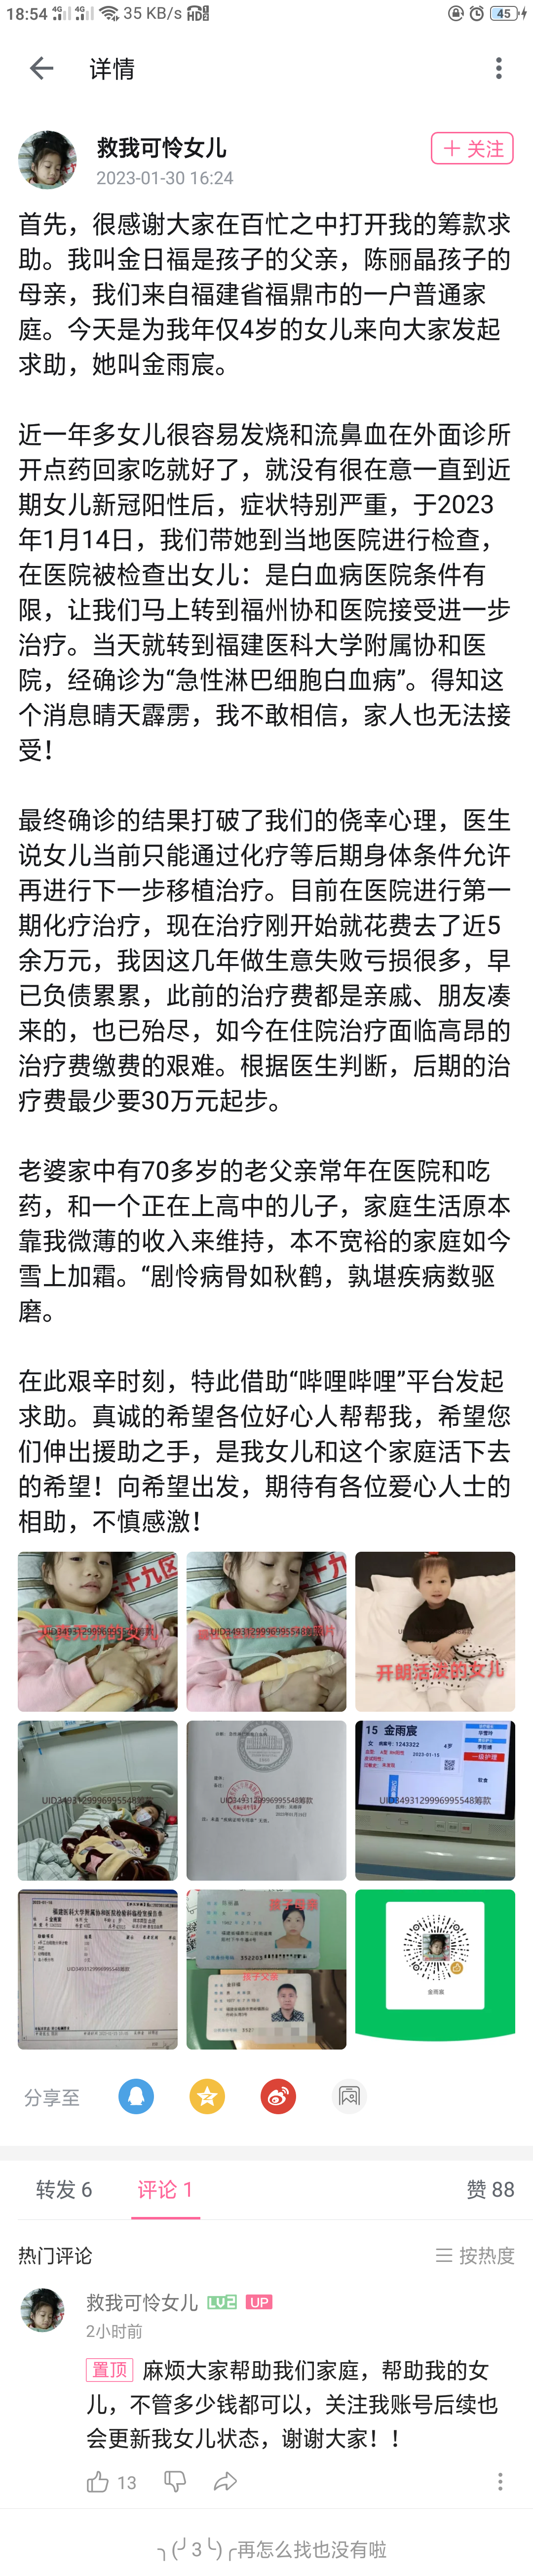 18:54 4G 4G 35 KB/s HD 45
详情
救我可怜女儿
2023-01-30 16:24
关注
首先，很感谢大家在百忙之中打开我的筹款求
助。我叫金日福是孩子的父亲，陈丽晶孩子的
母亲，我们来自福建省福鼎市的一户普通家
庭。今天是为我年仅4岁的女儿来向大家发起
求助，她叫金雨宸。
近一年多女儿很容易发烧和流鼻血在外面诊所
开点药回家吃就好了，就没有很在意一直到近
期女儿新冠阳性后，症状特别严重，于2023
年1月14日，我们带她到当地医院进行检查，
在医院被检查出女儿：是白血病医院条件有
限，让我们马上转到福州协和医院接受进一步
治疗。当天就转到福建医科大学附属协和医
院，经确诊为“急性淋巴细胞白血病”。得知这
个消息晴天霹雳，我不敢相信，家人也无法接
受！
最终确诊的结果打破了我们的侥幸心理，医生
说女儿当前只能通过化疗等后期身体条件允许
再进行下一步移植治疗。目前在医院进行第一
期化疗治疗，现在治疗刚开始就花费去了近5
余万元，我因这几年做生意失败亏损很多，早
已负债累累，此前的治疗费都是亲戚、朋友凑
来的，也已殆尽，如今在住院治疗面临高昂的
治疗费缴费的艰难。根据医生判断，后期的治
疗费最少要30万元起步。
老婆家中有70多岁的老父亲常年在医院和吃
药，和一个正在上高中的儿子，家庭生活原本
靠我微薄的收入来维持，本不宽裕的家庭如今
雪上加霜。“剧怜病骨如秋鹤，孰堪疾病数驱
磨。
在此艰辛时刻，特此借助“哔哩哔哩”平台发起
求助。真诚的希望各位好心人帮帮我，希望您
们伸出援助之手，是我女儿和这个家庭活下去
的希望！向希望出发，期待有各位爱心人士的
相助，不慎感激！
十九区
UID3493129996995548筹款
十九
UID3493129996995548筹款
开朗活泼的女儿
UID3493129996995548筹款
UID3493129996995548筹款
15 金雨宸
女
4岁
2023-01-15
一级护理
UID3493129996995548筹款
福建医科大学附属协和医院检验科临检室报告单
UID3493129996995548筹款
孩子母亲
孩子父亲
金雨宸
分享至
转发 6
评论 1
赞 88
热门评论
按热度
救我可怜女儿 LV2 UP
2小时前
置顶 麻烦大家帮助我们家庭，帮助我的女
儿，不管多少钱都可以，关注我账号后续也
会更新我女儿状态，谢谢大家！！
13
╮(╯3╰)╭再怎么找也没有啦